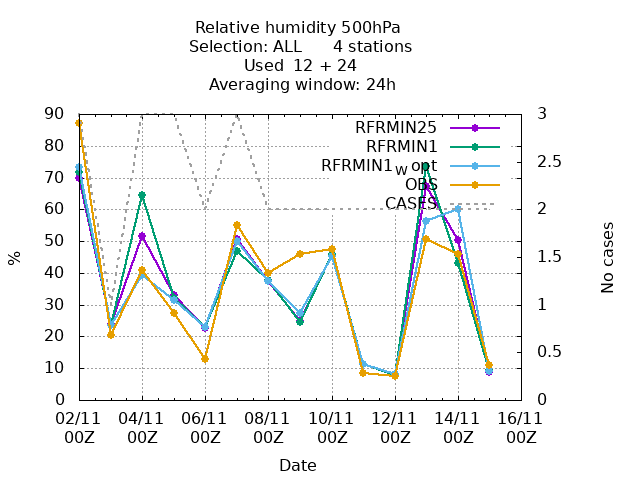 Relative humidity 500hPa
Selection: ALL 4 stations
Used 12 + 24
Averaging window: 24h
90 80 70 60 50 40 30 20 10 0
%
3 2.5 2 1.5 1 0.5 0
No cases
RFRMIN25
RFRMIN1
RFRMIN1w opt
OBS
CASES
02/11 04/11 06/11 08/11 10/11 12/11 14/11 16/11
00Z 00Z 00Z 00Z 00Z 00Z 00Z 00Z
Date